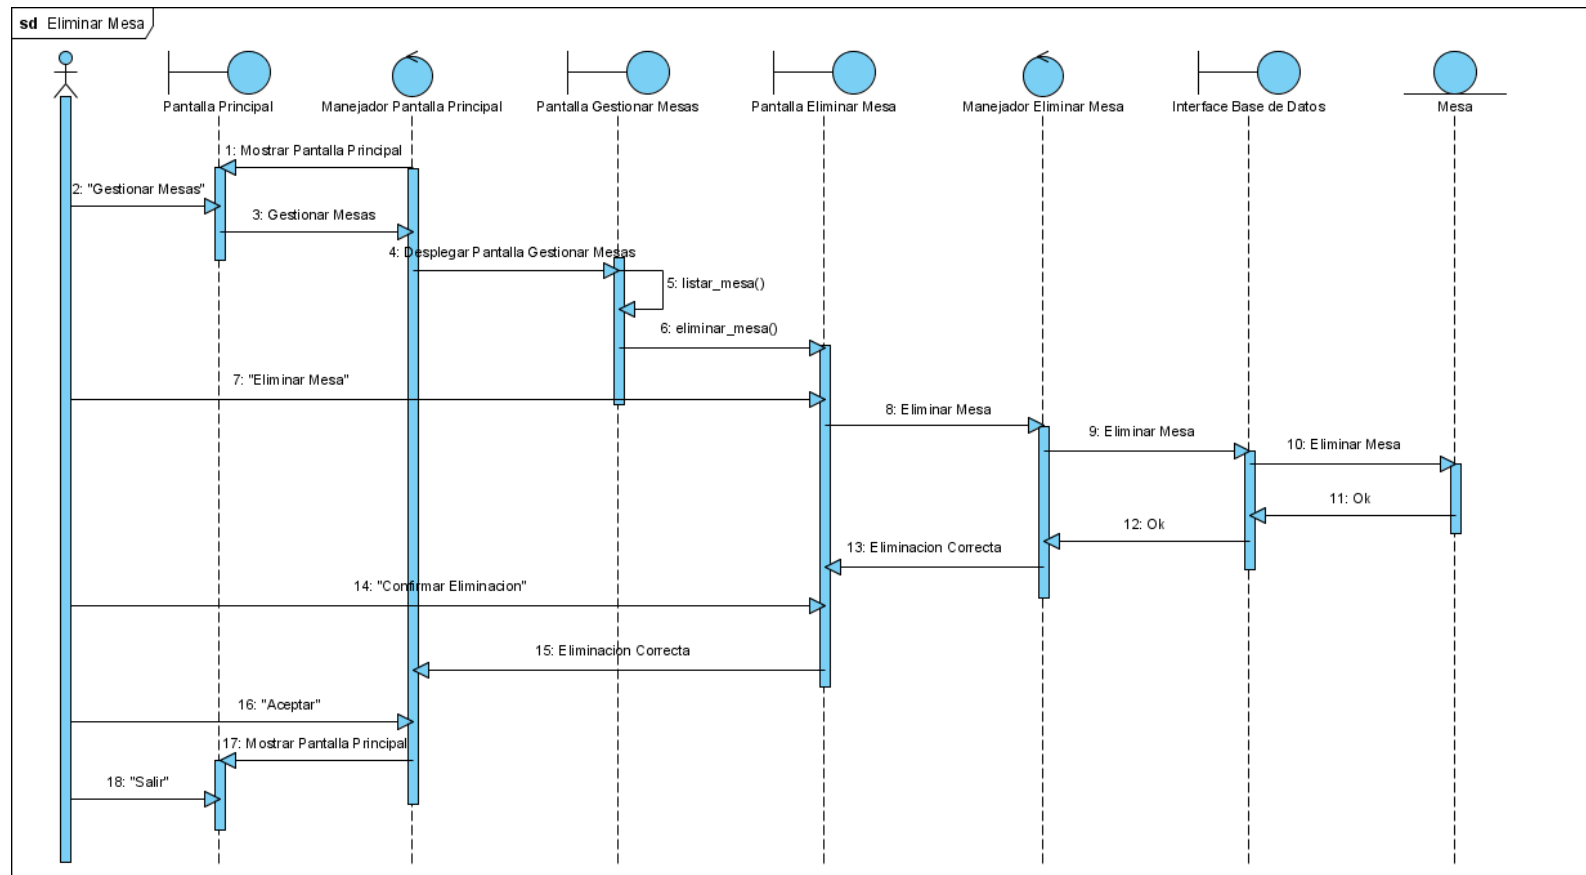 sd Eliminar Mesa
Pantalla Principal
Manejador Pantalla Principal
Pantalla Gestionar Mesas
Pantalla Eliminar Mesa
Manejador Eliminar Mesa
Interface Base de Datos
Mesa
1: Mostrar Pantalla Principal
2: "Gestionar Mesas"
3: Gestionar Mesas
4: Desplegar Pantalla Gestionar Mesas
5: listar_mesa()
6: eliminar_mesa()
7: "Eliminar Mesa"
8: Eliminar Mesa
9: Eliminar Mesa
10: Eliminar Mesa
11: Ok
12: Ok
13: Eliminacion Correcta
14: "Confirmar Eliminacion"
15: Eliminacion Correcta
16: "Aceptar"
17: Mostrar Pantalla Principal
18: "Salir"